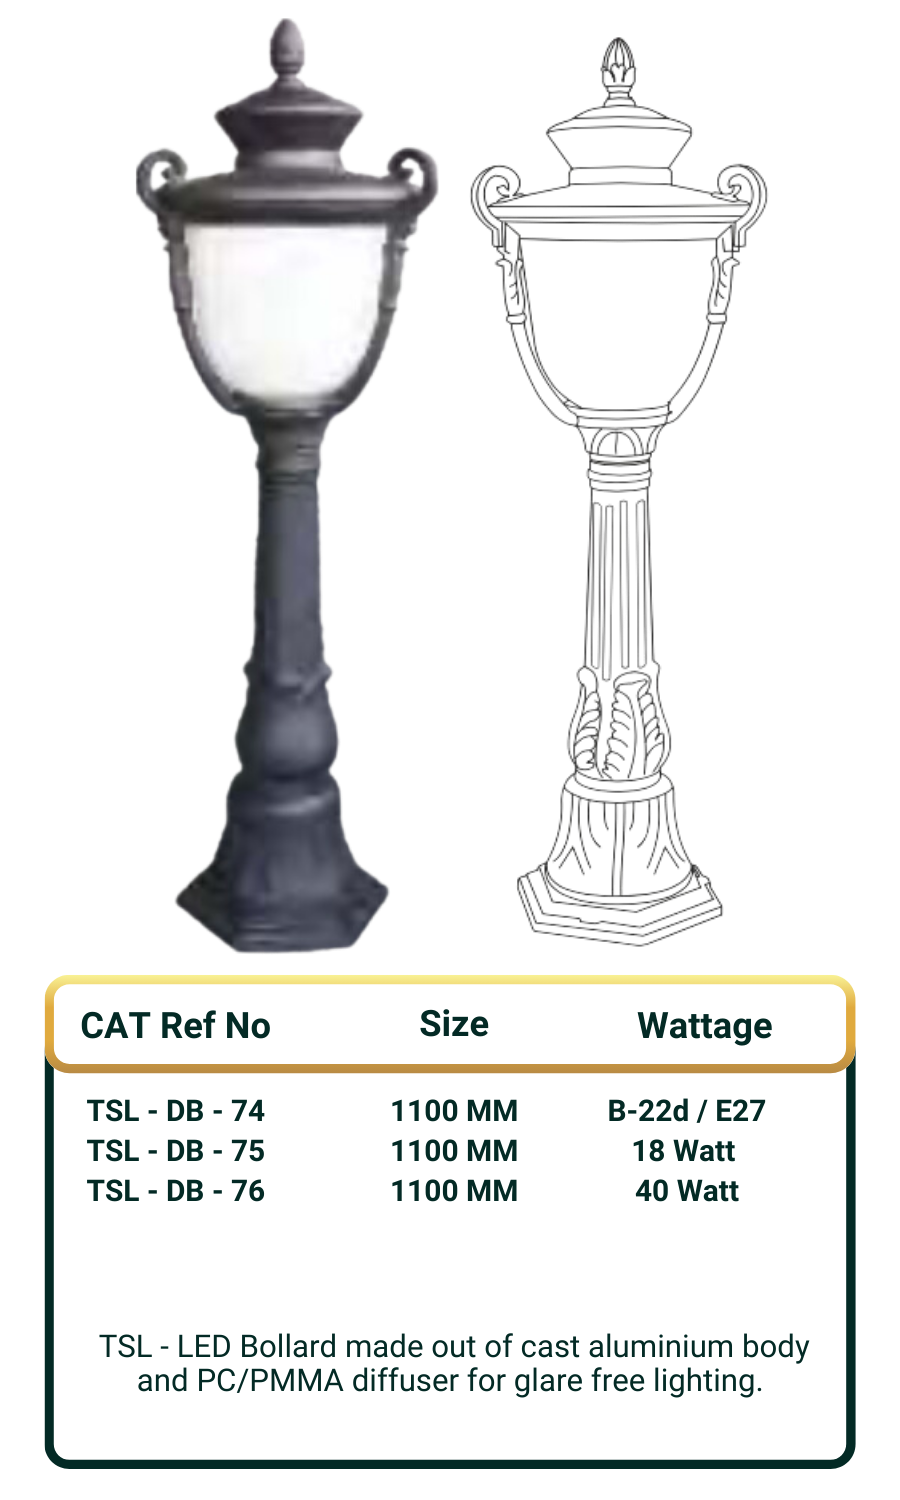 CAT Ref No Size Wattage
TSL - DB - 74 1100 MM B-22d / E27
TSL - DB - 75 1100 MM 18 Watt
TSL - DB - 76 1100 MM 40 Watt
TSL - LED Bollard made out of cast aluminium body
and PC/PMMA diffuser for glare free lighting.